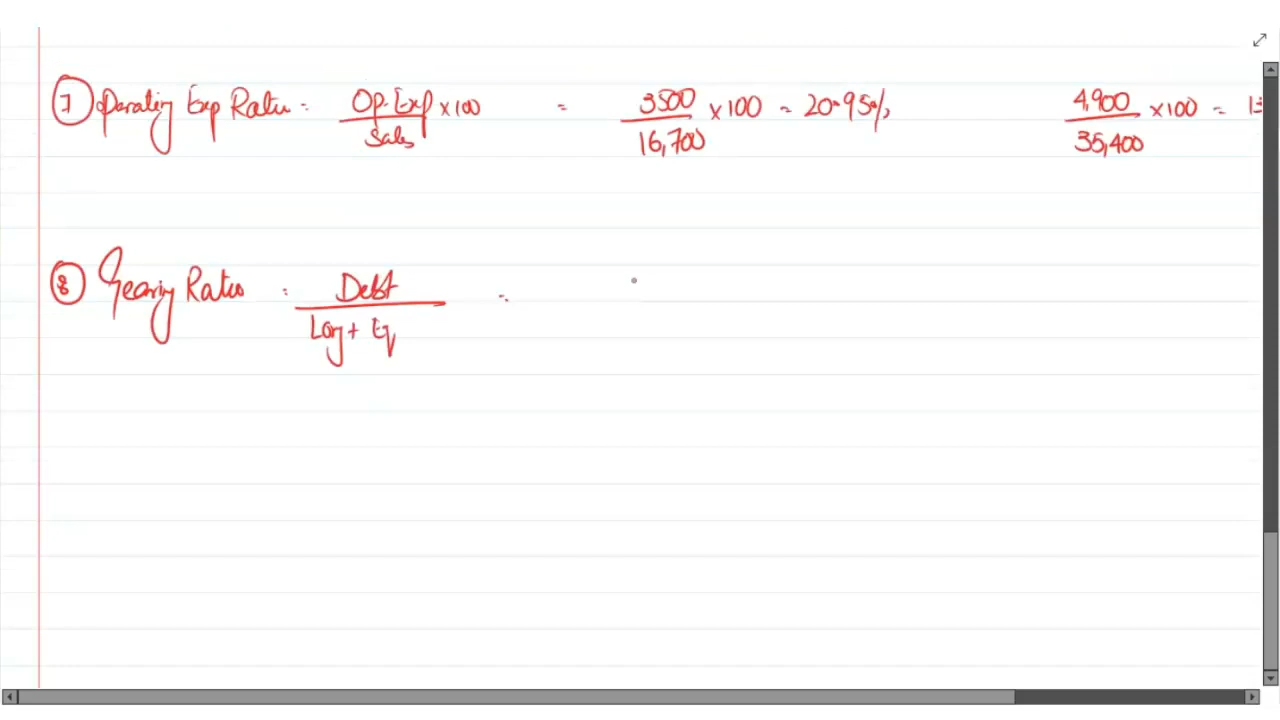 7 Operating Exp Ratio = Op. Exp / Sales × 100 = 3500 / 16,700 × 100 = 20.95% 4,900 / 35,400 × 100 = 13
8 Gearing Ratio = Debt / Long + Eq =